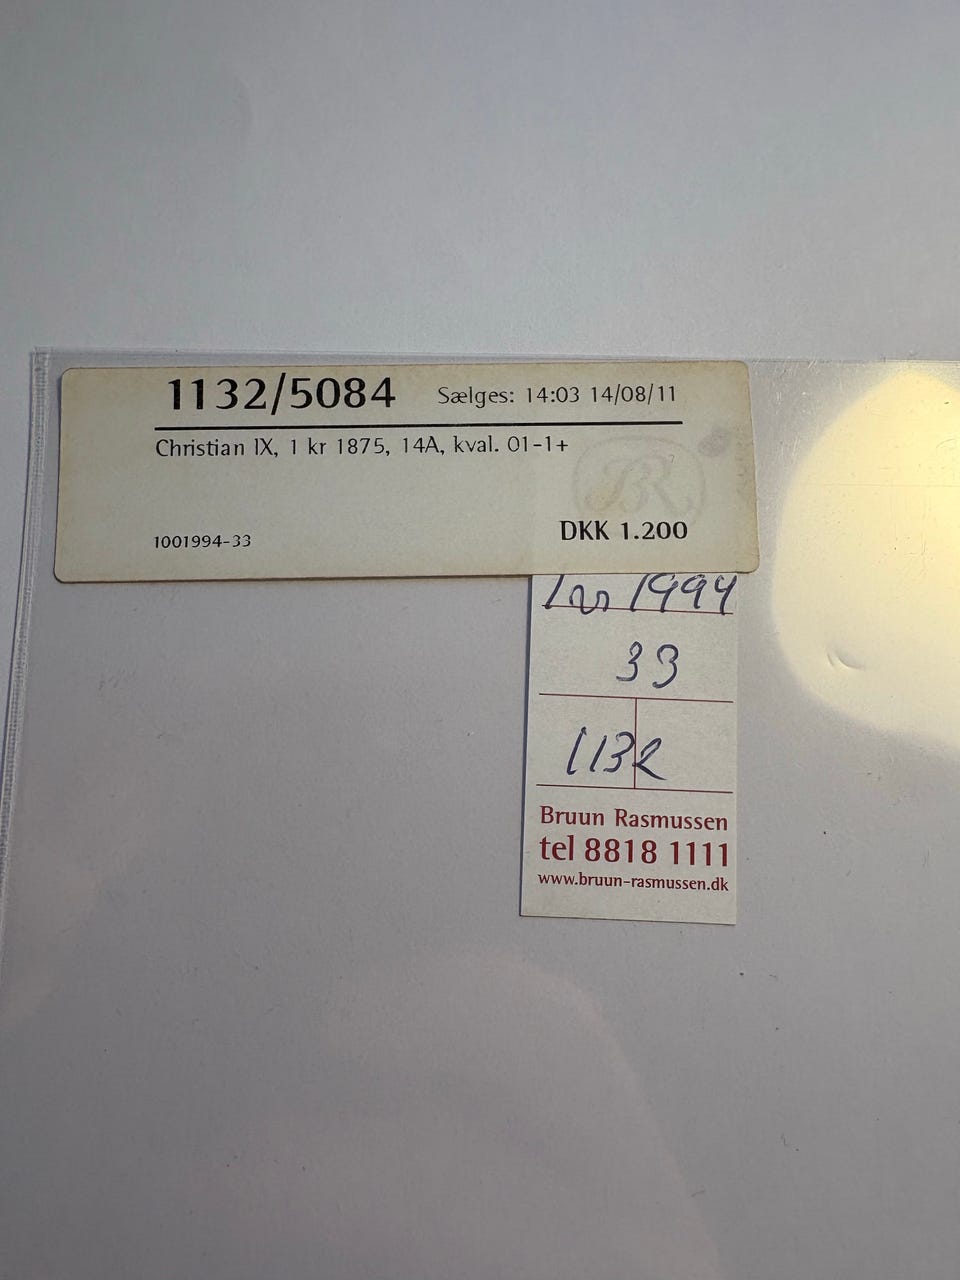 1132/5084 Sælges: 14:03 14/08/11
Christian IX, 1 kr 1875, 14A, kval. 01-1+
1001994-33 DKK 1.200
1994
33
1132
Bruun Rasmussen
tel 8818 1111
www.bruun-rasmussen.dk